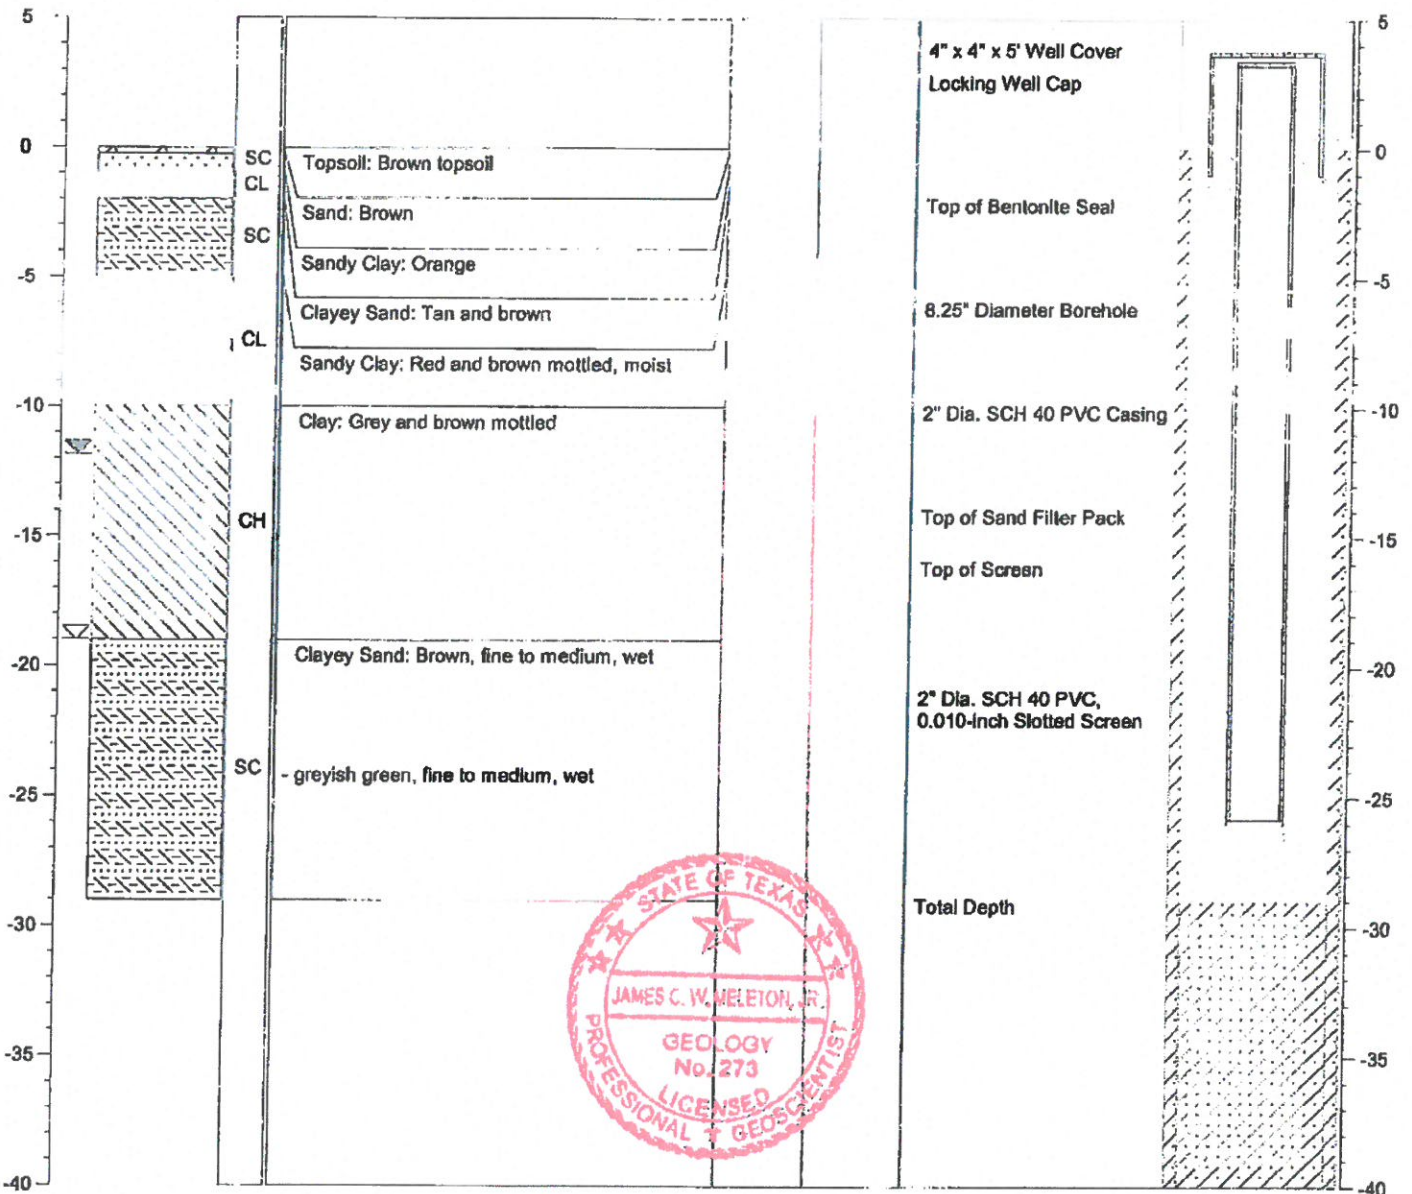 5
5
4" x 4" x 5' Well Cover
Locking Well Cap
0
0
SC
Topsoil: Brown topsoil
CL
Sand: Brown
Top of Bentonite Seal
SC
Sandy Clay: Orange
-5
-5
Clayey Sand: Tan and brown
8.25" Diameter Borehole
CL
Sandy Clay: Red and brown mottled, moist
-10
-10
Clay: Grey and brown mottled
2" Dia. SCH 40 PVC Casing
CH
Top of Sand Filter Pack
-15
-15
Top of Screen
Clayey Sand: Brown, fine to medium, wet
-20
-20
2" Dia. SCH 40 PVC,
0.010-inch Slotted Screen
SC
- greyish green, fine to medium, wet
-25
-25
STATE OF TEXAS
Total Depth
-30
-30
JAMES C. W. MELETON, JR.
GEOLOGY
No. 273
LICENSED
PROFESSIONAL GEOSCIENTIST
-35
-35
-40
-40